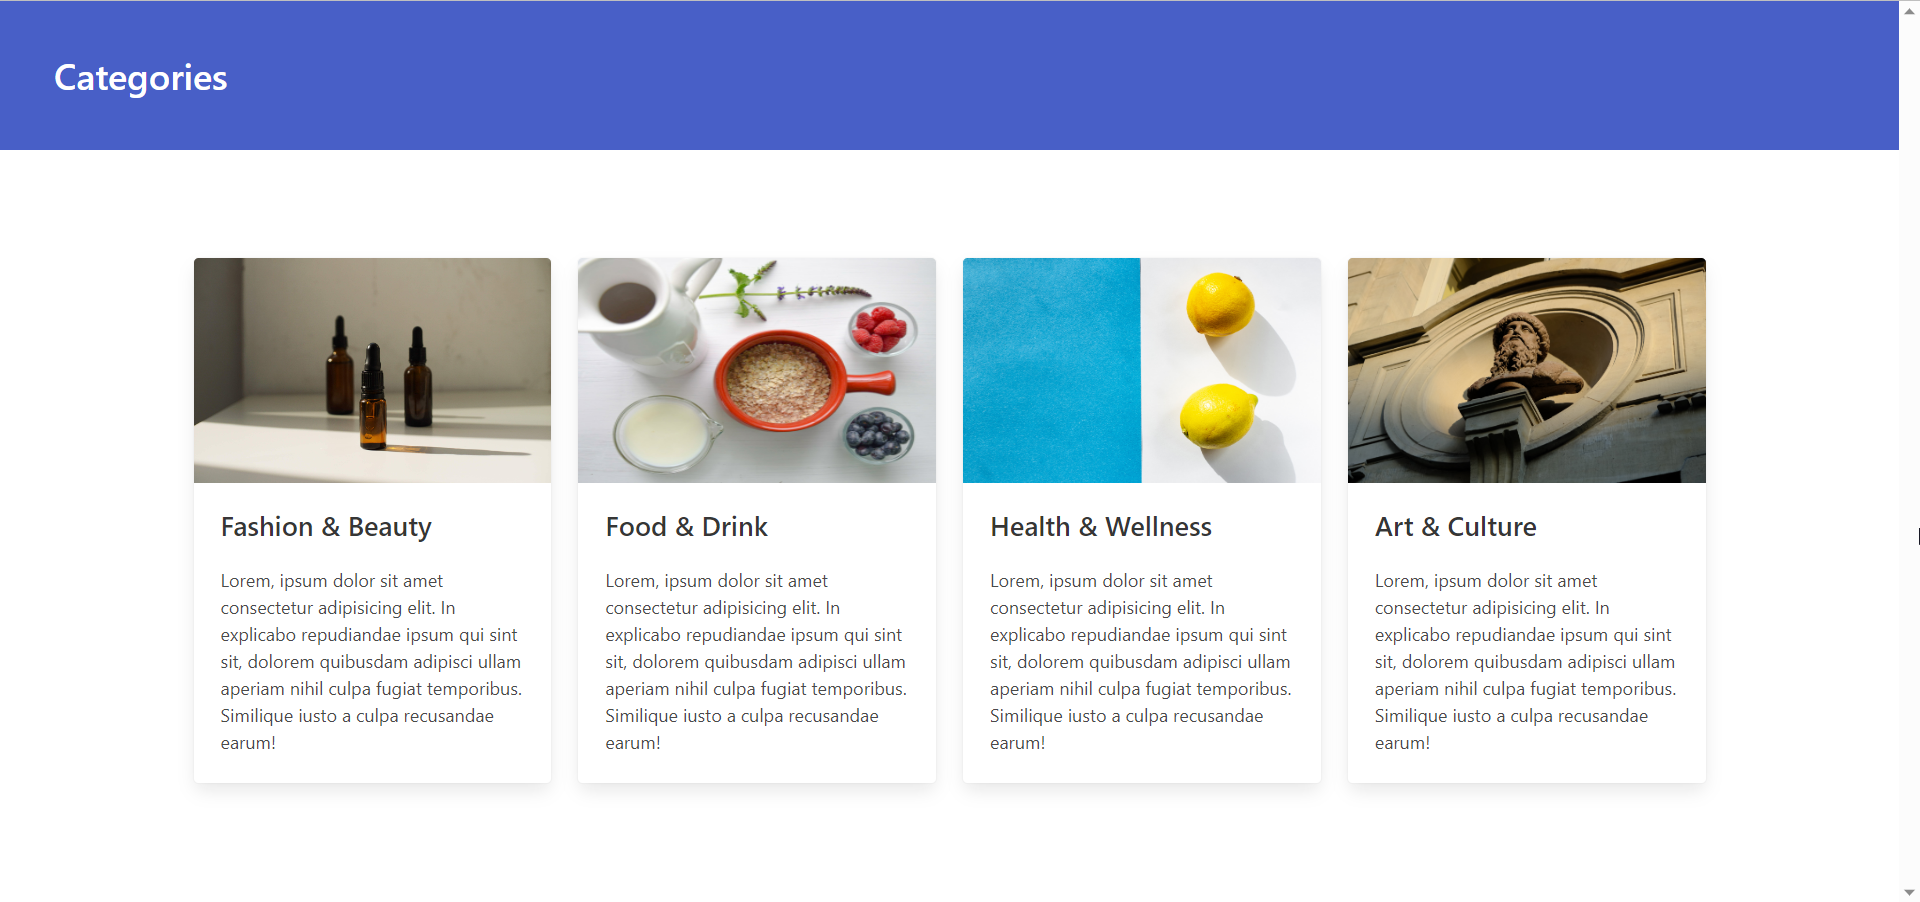 Categories
Fashion & Beauty
Lorem, ipsum dolor sit amet
consectetur adipisicing elit. In
explicabo repudiandae ipsum qui sint
sit, dolorem quibusdam adipisci ullam
aperiam nihil culpa fugiat temporibus.
Similique iusto a culpa recusandae
earum!
Food & Drink
Lorem, ipsum dolor sit amet
consectetur adipisicing elit. In
explicabo repudiandae ipsum qui sint
sit, dolorem quibusdam adipisci ullam
aperiam nihil culpa fugiat temporibus.
Similique iusto a culpa recusandae
earum!
Health & Wellness
Lorem, ipsum dolor sit amet
consectetur adipisicing elit. In
explicabo repudiandae ipsum qui sint
sit, dolorem quibusdam adipisci ullam
aperiam nihil culpa fugiat temporibus.
Similique iusto a culpa recusandae
earum!
Art & Culture
Lorem, ipsum dolor sit amet
consectetur adipisicing elit. In
explicabo repudiandae ipsum qui sint
sit, dolorem quibusdam adipisci ullam
aperiam nihil culpa fugiat temporibus.
Similique iusto a culpa recusandae
earum!